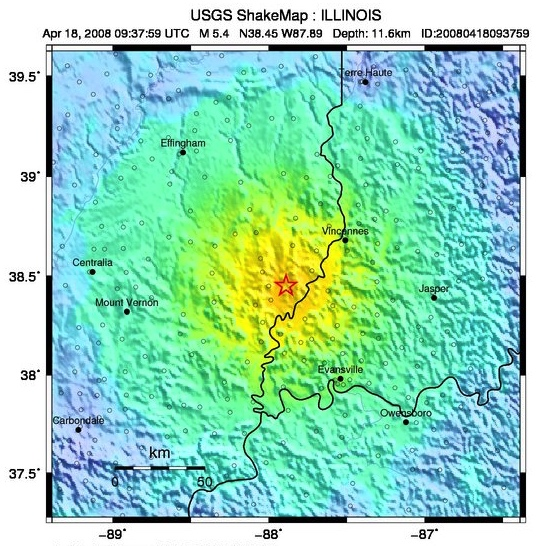 USGS ShakeMap : ILLINOIS
Apr 18, 2008 09:37:59 UTC M 5.4 N38.45 W87.89 Depth: 11.6km ID:20080418093759
39.5°
Terre Haute
Effingham
39°
Vincennes
38.5°
Centralia
Jasper
Mount Vernon
38°
Evansville
Owensboro
Carbondale
km
37.5°
0 50
-89° -88° -87°